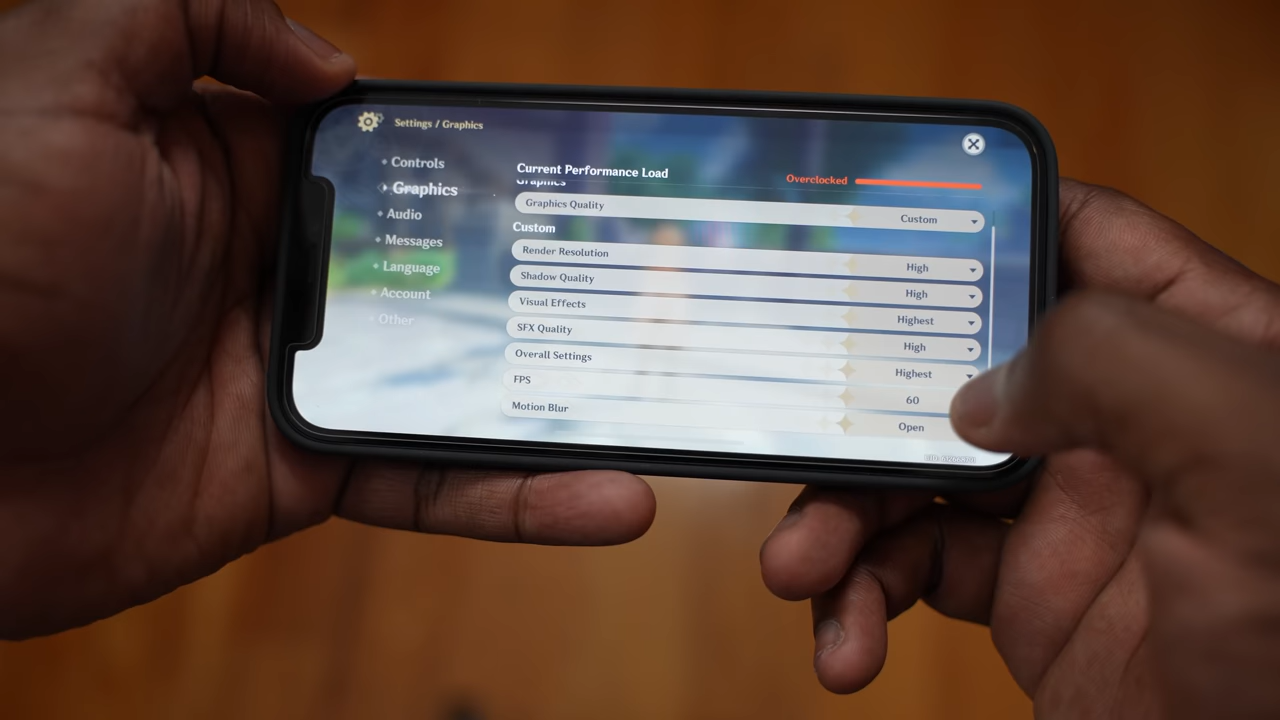 Settings / Graphics
Controls
Graphics
Audio
Messages
Language
Account
Other
Current Performance Load
Overclocked
Graphics
Graphics Quality Custom
Custom
Render Resolution High
Shadow Quality High
Visual Effects Highest
SFX Quality High
Overall Settings Highest
FPS 60
Motion Blur Open